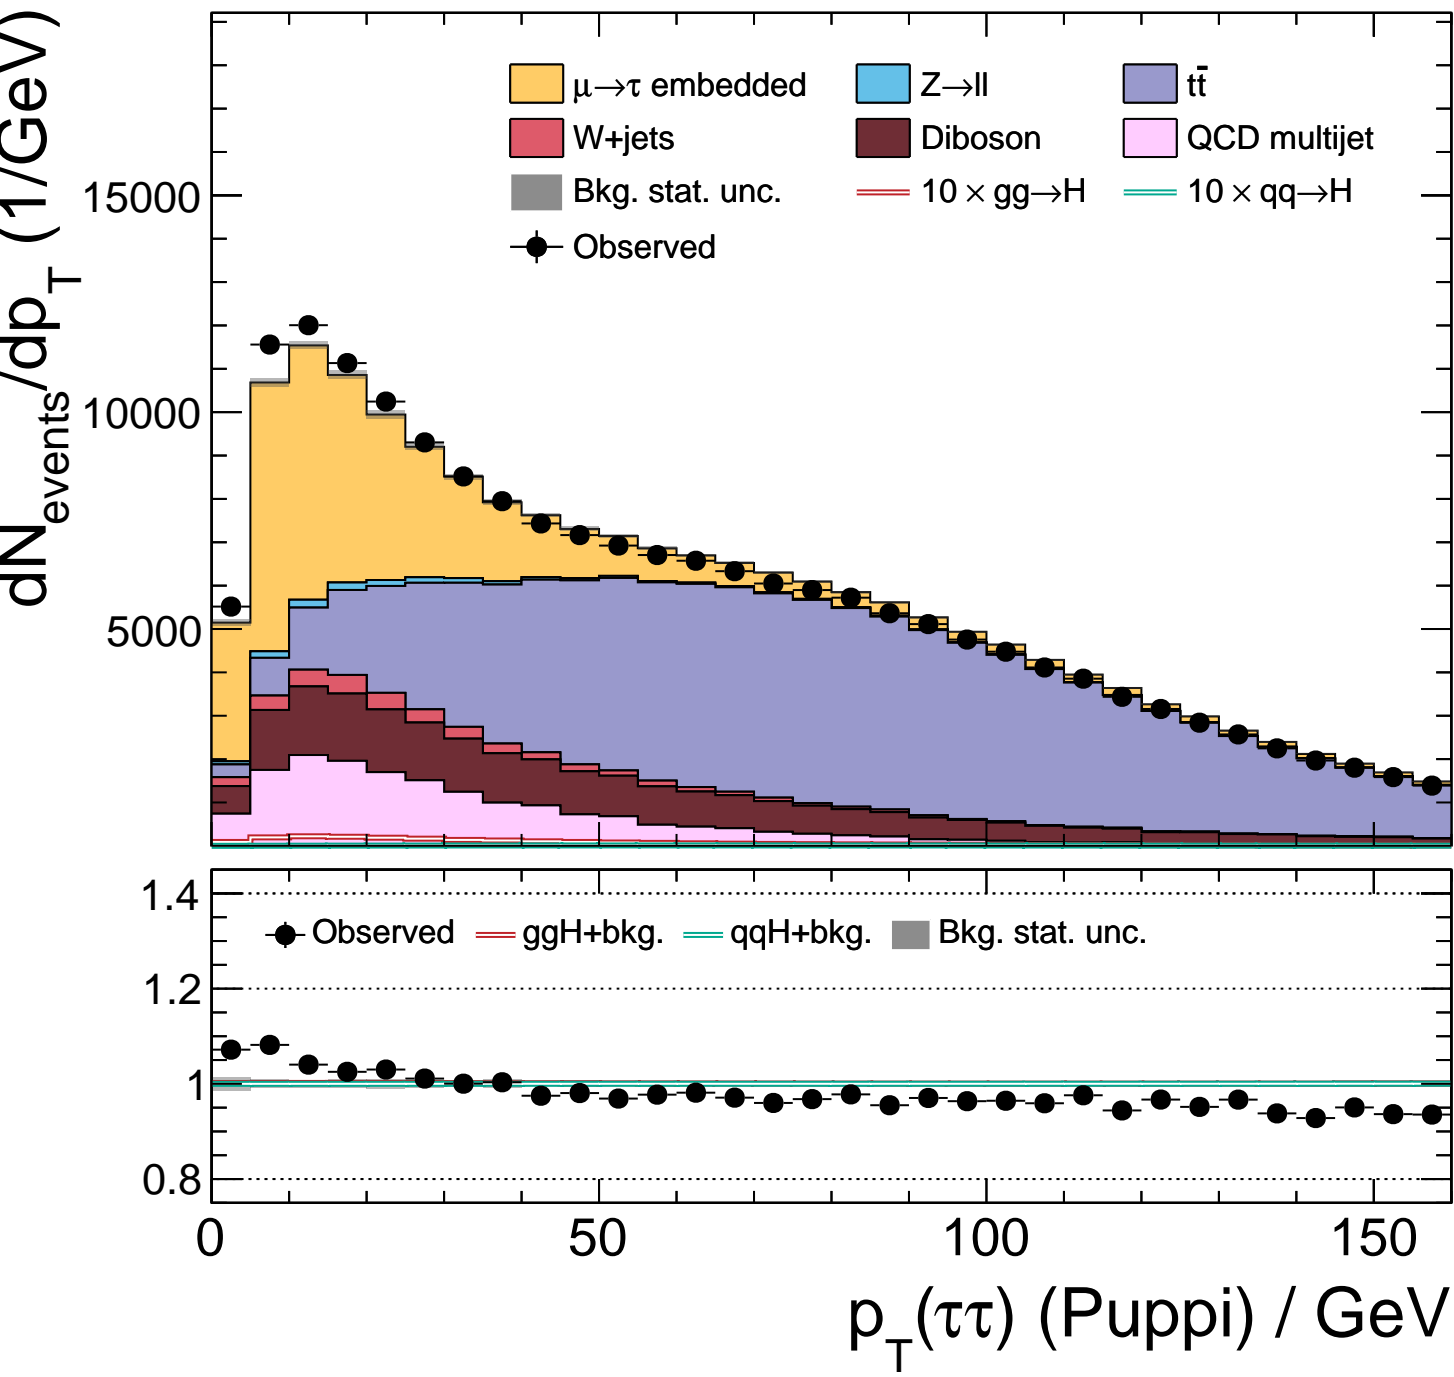 dN_events/dp_T (1/GeV)
μ→τ embedded Z→ll tt̄
W+jets Diboson QCD multijet
Bkg. stat. unc. 10 × gg→H 10 × qq→H
Observed
15000
10000
5000
1.4
Observed ggH+bkg. qqH+bkg. Bkg. stat. unc.
1.2
1
0.8
0 50 100 150
p_T(ττ) (Puppi) / GeV